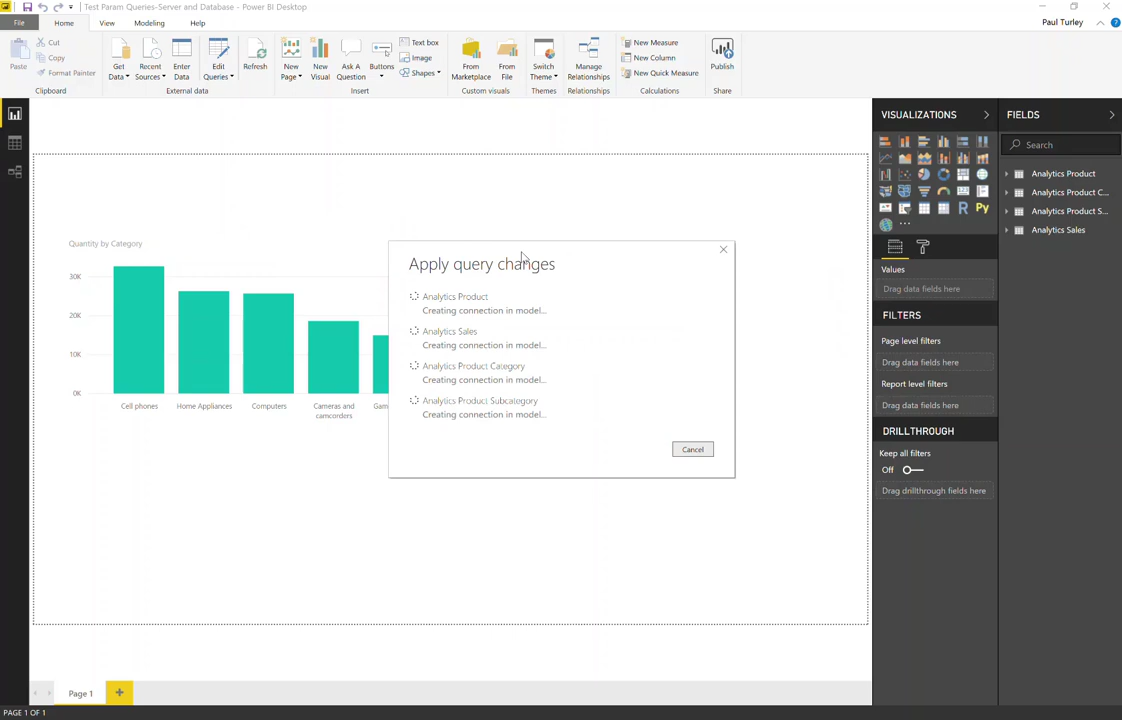 Test Param Queries-Server and Database - Power BI Desktop
File
Home
View
Modeling
Help
Paul Turley
Paste
Cut
Copy
Format Painter
Clipboard
Get Data
Recent Sources
Enter Data
Edit Queries
Refresh
External data
New Page
New Visual
Ask A Question
Buttons
Text box
Image
Shapes
Insert
From Marketplace
From File
Custom visuals
Switch Theme
Themes
Manage Relationships
Relationships
New Measure
New Column
New Quick Measure
Calculations
Publish
Share
Quantity by Category
30K
20K
10K
0K
Cell phones
Home Appliances
Computers
Cameras and
camcorders
Gam
Apply query changes
Analytics Product
Creating connection in model...
Analytics Sales
Creating connection in model...
Analytics Product Category
Creating connection in model...
Analytics Product Subcategory
Creating connection in model...
Cancel
VISUALIZATIONS
R
Py
Values
Drag data fields here
FILTERS
Page level filters
Drag data fields here
Report level filters
Drag data fields here
DRILLTHROUGH
Keep all filters
Off
Drag drillthrough fields here
FIELDS
Search
Analytics Product
Analytics Product C...
Analytics Product S...
Analytics Sales
Page 1
PAGE 1 OF 1